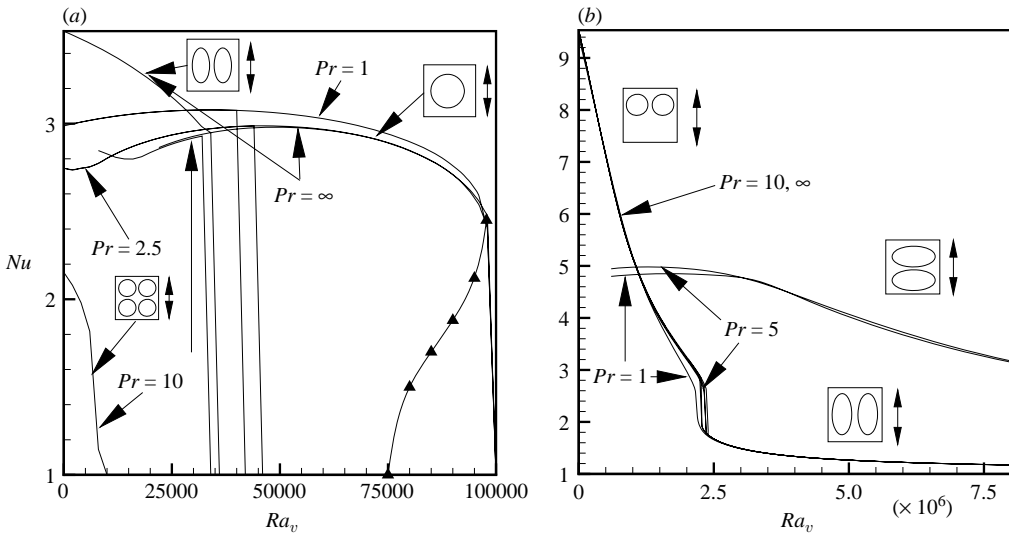 (a)
Pr = 1
3
Pr = ∞
Pr = 2.5
Nu
2
Pr = 10
1
0
25000
50000
75000
100000
Ra_v
(b)
9
8
7
Pr = 10, ∞
6
5
4
Pr = 5
3
Pr = 1
2
1
0
2.5
5.0
7.5
(× 10^6)
Ra_v